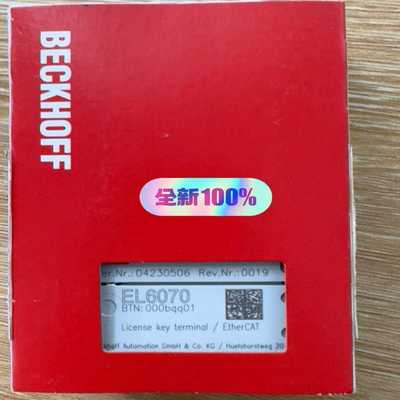 BECKHOFF
全新100%
er.Nr.: 04230506 Rev.Nr.: 0019
EL6070
BTN: 000bqq01
License key terminal / EtherCAT
Automation GmbH & Co. KG / Huelshorstweg 20